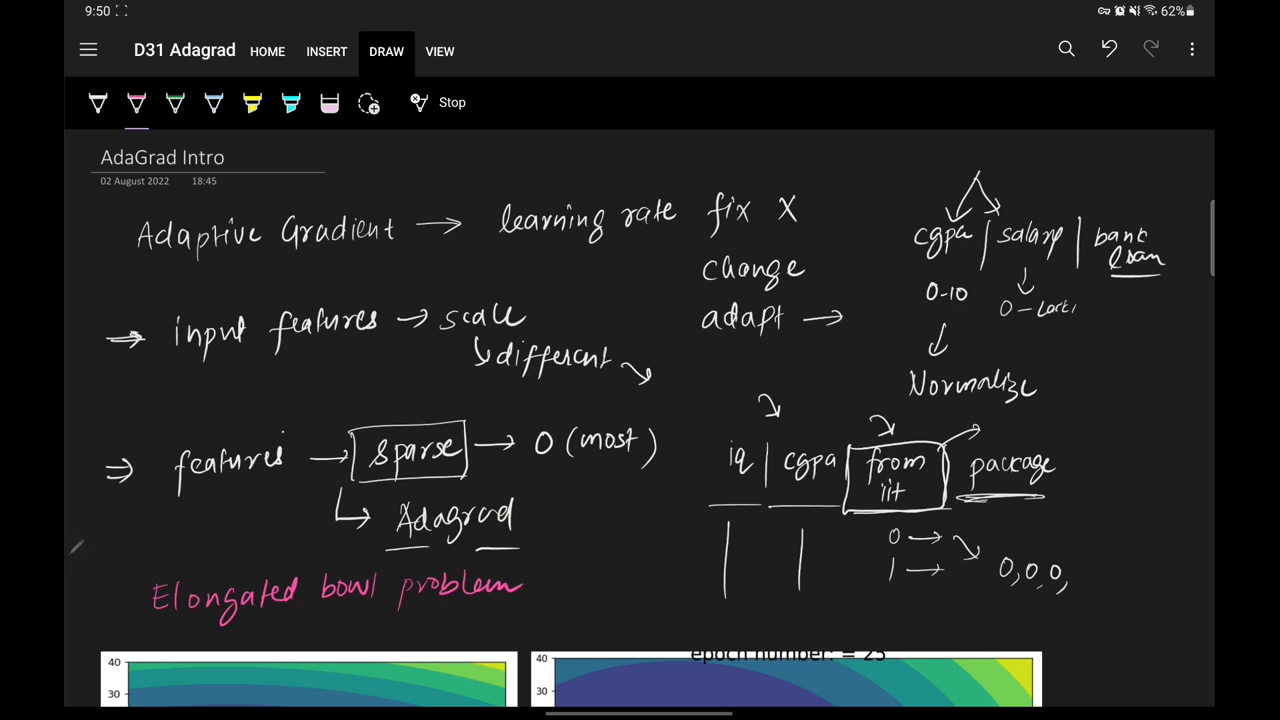 9:50
62%
D31 Adagrad HOME INSERT DRAW VIEW
Stop
AdaGrad Intro
02 August 2022 18:45
Adaptive Gradient → learning rate fix X
change
adapt →
cgpa | salary | bank loan
0-10
Normalize
→ input features → scale
different
⇒ features → sparse → 0 (most)
Adagrad
iq | cgpa from iit package
0 →
1 → 0,0,0,
Elongated bowl problem
epoch number: = 25
40
30
40
30